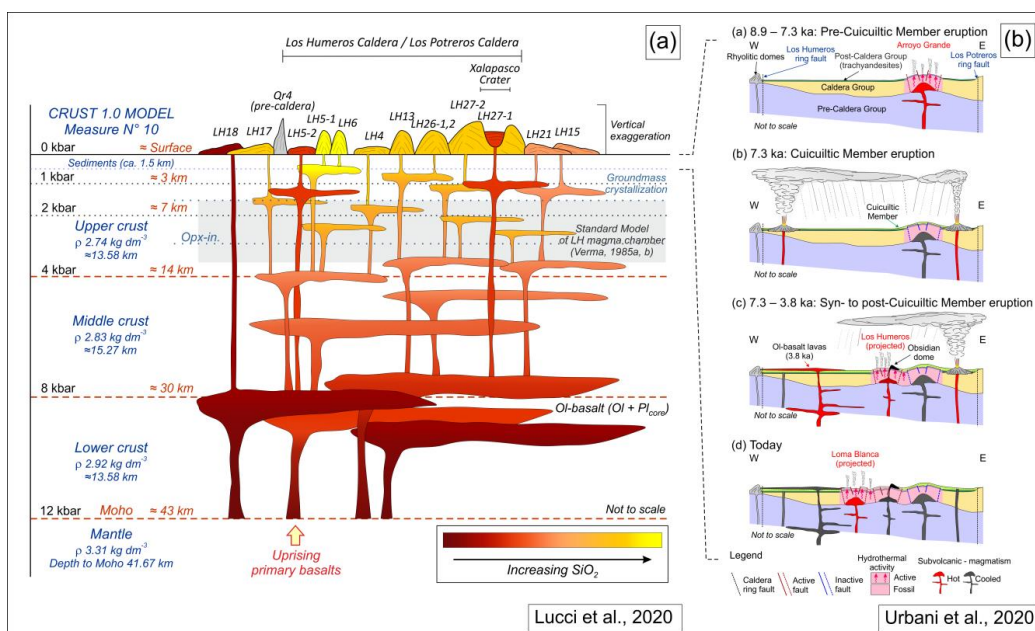 (a)
Los Humeros Caldera / Los Potreros Caldera
Xalapasco
Crater
CRUST 1.0 MODEL
Measure N° 10
Qr4
(pre-caldera)
LH18
LH17
LH5-2
LH5-1
LH6
LH4
LH13
LH26-1,2
LH27-2
LH27-1
LH21
LH15
Vertical
exaggeration
0 kbar ≈ Surface
Sediments (ca. 1.5 km)
1 kbar ≈ 3 km
Groundmass
crystallization
2 kbar ≈ 7 km
Upper crust
ρ 2.74 kg dm-3
≈13.58 km
Opx-in.
Standard Model
of LH magma chamber
(Verma, 1985a, b)
4 kbar ≈ 14 km
Middle crust
ρ 2.83 kg dm-3
≈15.27 km
8 kbar ≈ 30 km
Ol-basalt (Ol + Plcore)
Lower crust
ρ 2.92 kg dm-3
≈13.58 km
12 kbar Moho ≈ 43 km
Not to scale
Mantle
ρ 3.31 kg dm-3
Depth to Moho 41.67 km
Uprising
primary basalts
Increasing SiO2
Lucci et al., 2020
(b)
(a) 8.9 – 7.3 ka: Pre-Cuicuiltic Member eruption
W
E
Rhyolitic domes
Los Humeros
ring fault
Post-Caldera Group
(trachyandesites)
Arroyo Grande
Los Potreros
ring fault
Caldera Group
Pre-Caldera Group
Not to scale
(b) 7.3 ka: Cuicuiltic Member eruption
W
E
Cuicuiltic
Member
Not to scale
(c) 7.3 – 3.8 ka: Syn- to post-Cuicuiltic Member eruption
W
E
Ol-basalt lavas
(3.8 ka)
Los Humeros
(projected)
Obsidian
dome
Not to scale
(d) Today
W
E
Loma Blanca
(projected)
Not to scale
Legend
Caldera
ring fault
Active
fault
Inactive
fault
Hydrothermal
activity
Active
Fossil
Subvolcanic - magmatism
Hot
Cooled
Urbani et al., 2020